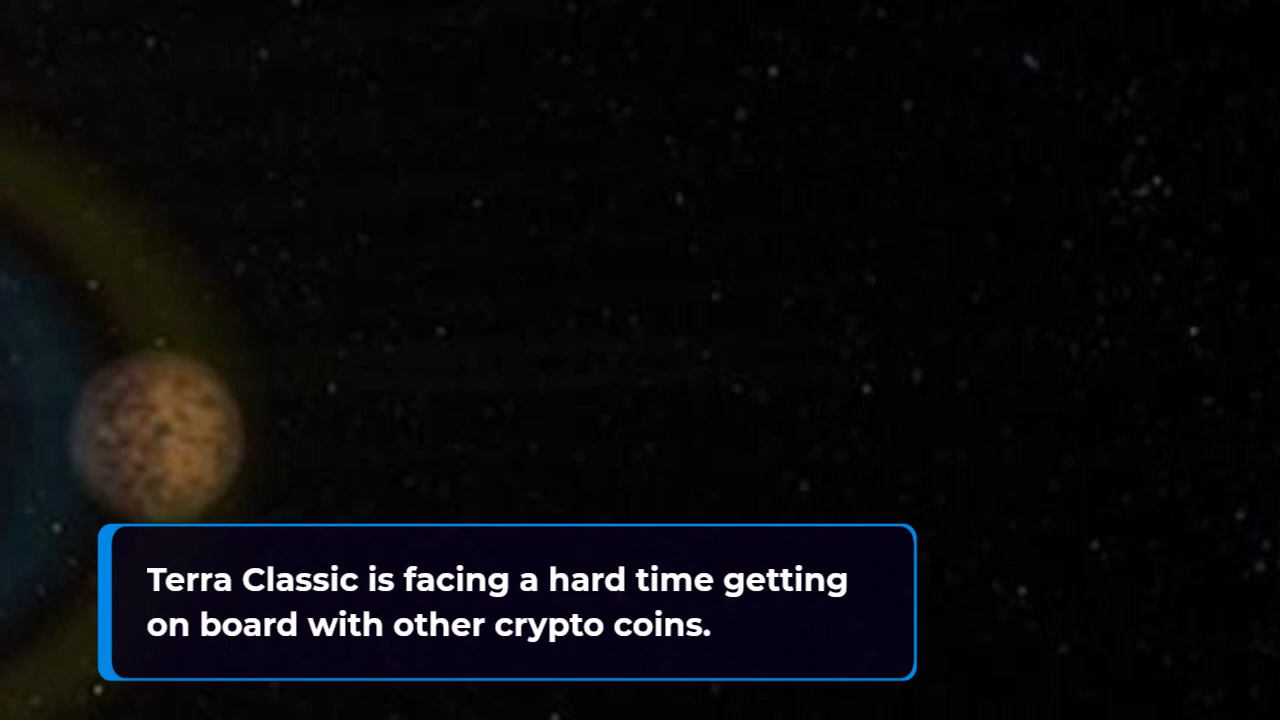 Terra Classic is facing a hard time getting
on board with other crypto coins.